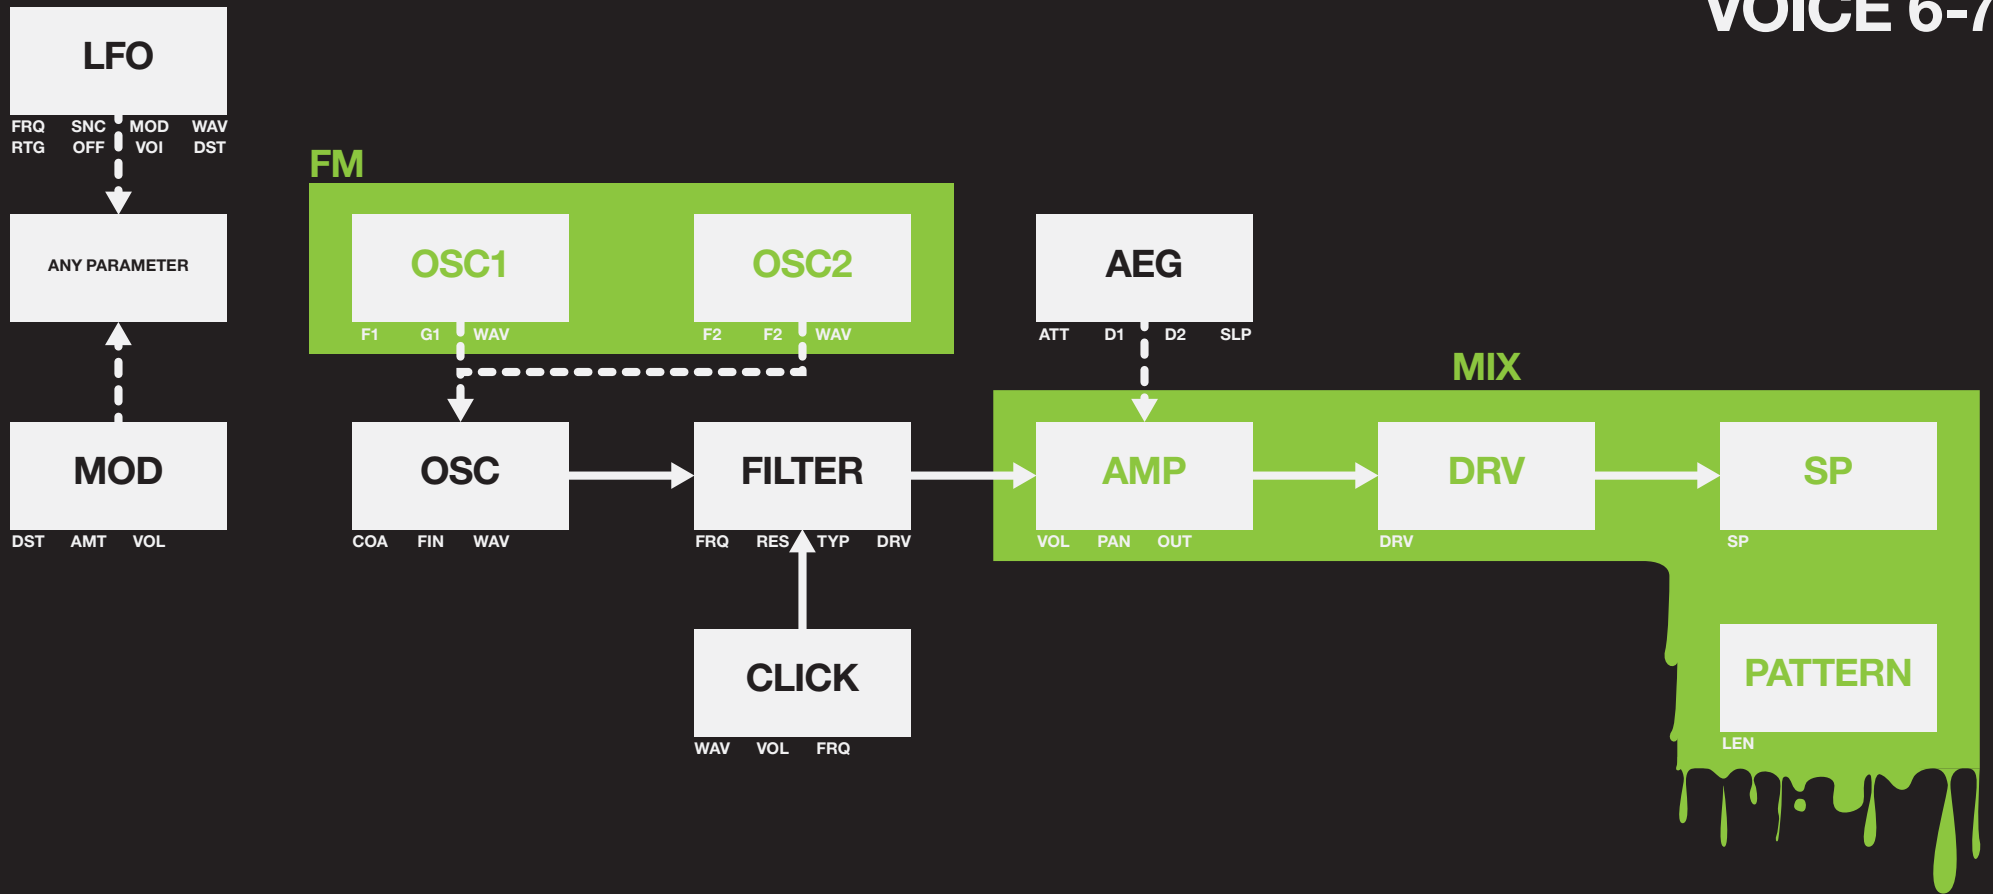 VOICE 6-7
LFO
FRQ SNC MOD WAV
RTG OFF VOI DST
ANY PARAMETER
MOD
DST AMT VOL
FM
OSC1
F1 G1 WAV
OSC2
F2 F2 WAV
AEG
ATT D1 D2 SLP
OSC
COA FIN WAV
FILTER
FRQ RES TYP DRV
CLICK
WAV VOL FRQ
MIX
AMP
VOL PAN OUT
DRV
DRV
SP
SP
PATTERN
LEN